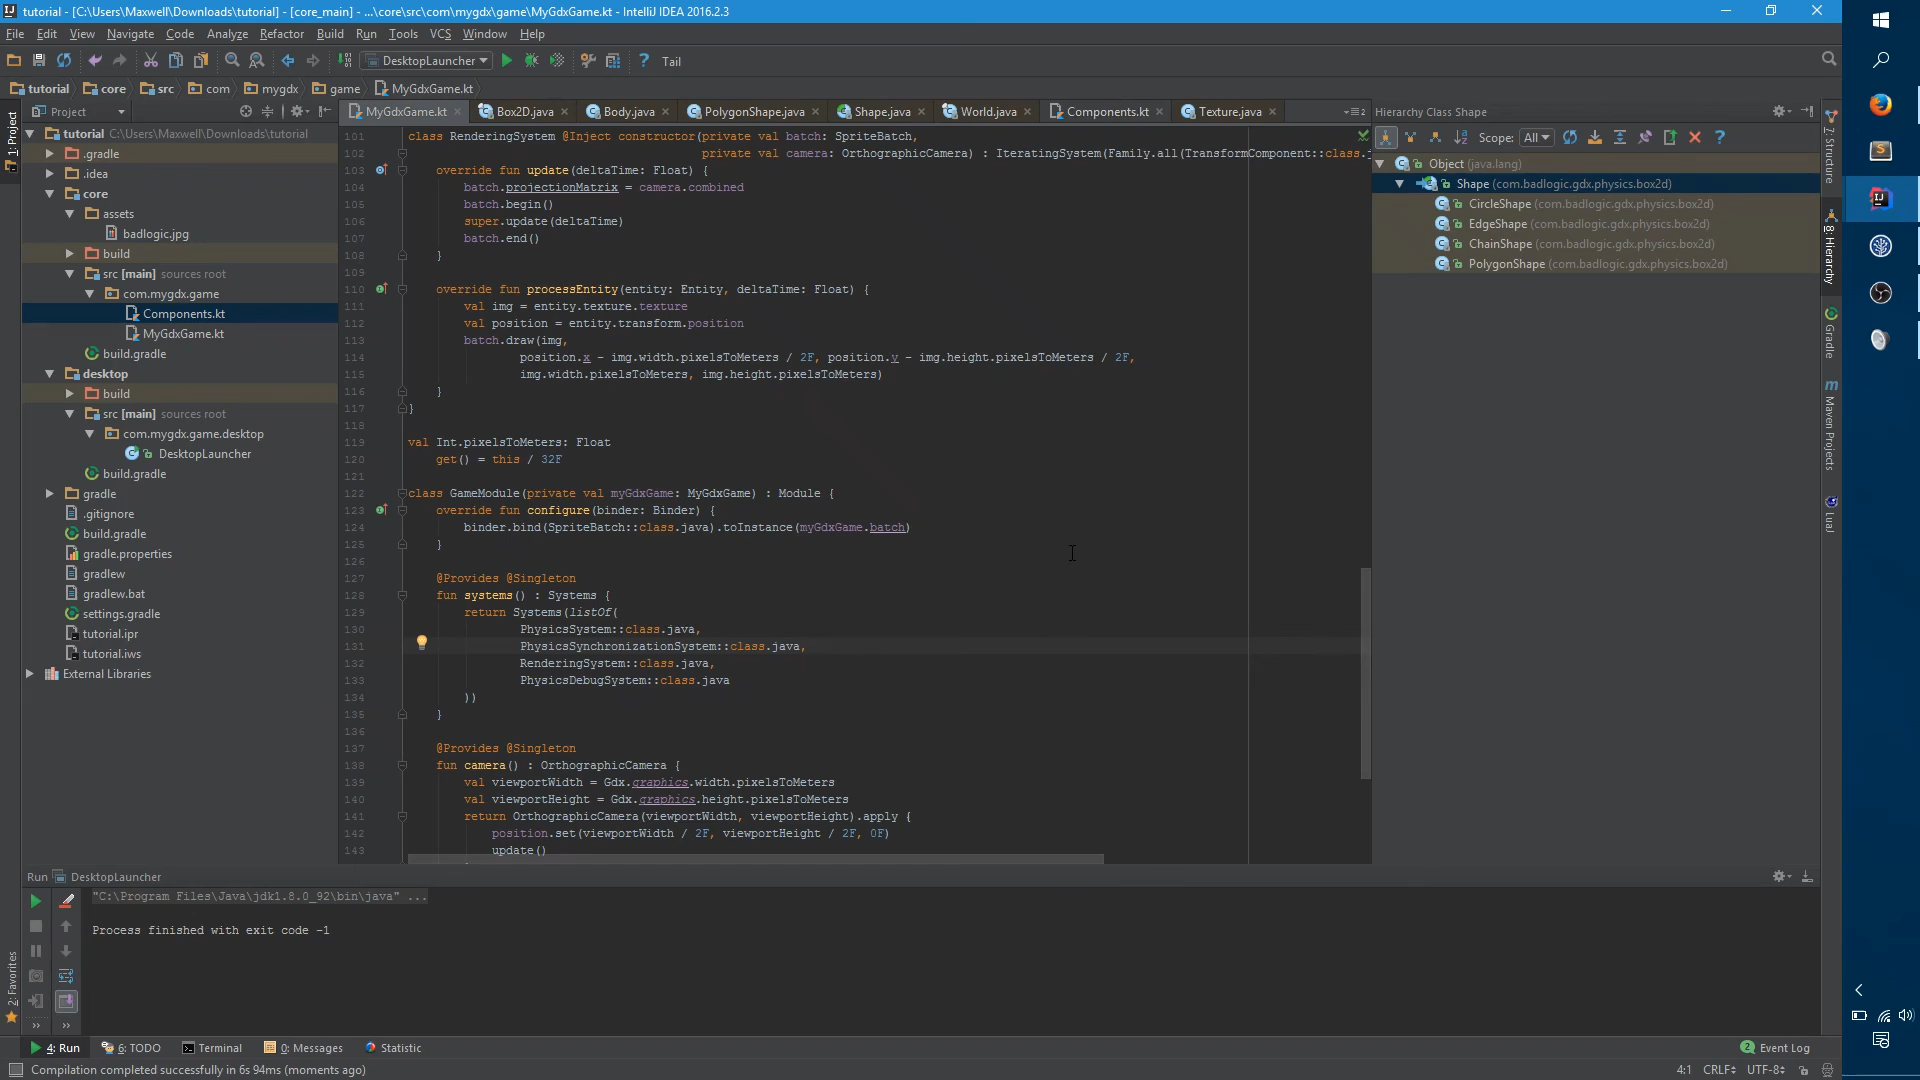 tutorial - [C:\Users\Maxwell\Downloads\tutorial] - [core_main] - ...\core\src\com\mygdx\game\MyGdxGame.kt - IntelliJ IDEA 2016.2.3
File Edit View Navigate Code Analyze Refactor Build Run Tools VCS Window Help
DesktopLauncher Tail
tutorial core src com mygdx game MyGdxGame.kt
Project
MyGdxGame.kt Box2D.java Body.java PolygonShape.java Shape.java World.java Components.kt Texture.java
Hierarchy Class Shape
Scope: All
1: Project
2: Favorites
7: Structure
8: Hierarchy
Gradle
Maven Projects
LuaJ
tutorial C:\Users\Maxwell\Downloads\tutorial
.gradle
.idea
core
assets
badlogic.jpg
build
src [main] sources root
com.mygdx.game
Components.kt
MyGdxGame.kt
build.gradle
desktop
build
src [main] sources root
com.mygdx.game.desktop
DesktopLauncher
build.gradle
gradle
.gitignore
build.gradle
gradle.properties
gradlew
gradlew.bat
settings.gradle
tutorial.ipr
tutorial.iws
External Libraries
101 class RenderingSystem @Inject constructor(private val batch: SpriteBatch,
102 private val camera: OrthographicCamera) : IteratingSystem(Family.all(TransformComponent::class.j
103 override fun update(deltaTime: Float) {
104 batch.projectionMatrix = camera.combined
105 batch.begin()
106 super.update(deltaTime)
107 batch.end()
108 }
109
110 override fun processEntity(entity: Entity, deltaTime: Float) {
111 val img = entity.texture.texture
112 val position = entity.transform.position
113 batch.draw(img,
114 position.x - img.width.pixelsToMeters / 2F, position.y - img.height.pixelsToMeters / 2F,
115 img.width.pixelsToMeters, img.height.pixelsToMeters)
116 }
117 }
118
119 val Int.pixelsToMeters: Float
120 get() = this / 32F
121
122 class GameModule(private val myGdxGame: MyGdxGame) : Module {
123 override fun configure(binder: Binder) {
124 binder.bind(SpriteBatch::class.java).toInstance(myGdxGame.batch)
125 }
126
127 @Provides @Singleton
128 fun systems() : Systems {
129 return Systems(listOf(
130 PhysicsSystem::class.java,
131 PhysicsSynchronizationSystem::class.java,
132 RenderingSystem::class.java,
133 PhysicsDebugSystem::class.java
134 ))
135 }
136
137 @Provides @Singleton
138 fun camera() : OrthographicCamera {
139 val viewportWidth = Gdx.graphics.width.pixelsToMeters
140 val viewportHeight = Gdx.graphics.height.pixelsToMeters
141 return OrthographicCamera(viewportWidth, viewportHeight).apply {
142 position.set(viewportWidth / 2F, viewportHeight / 2F, 0F)
143 update()
Object (java.lang)
Shape (com.badlogic.gdx.physics.box2d)
CircleShape (com.badlogic.gdx.physics.box2d)
EdgeShape (com.badlogic.gdx.physics.box2d)
ChainShape (com.badlogic.gdx.physics.box2d)
PolygonShape (com.badlogic.gdx.physics.box2d)
Run DesktopLauncher
"C:\Program Files\Java\jdk1.8.0_92\bin\java" ...
Process finished with exit code -1
4: Run 6: TODO Terminal 0: Messages Statistic 2 Event Log
Compilation completed successfully in 6s 94ms (moments ago) 4:1 CRLF UTF-8